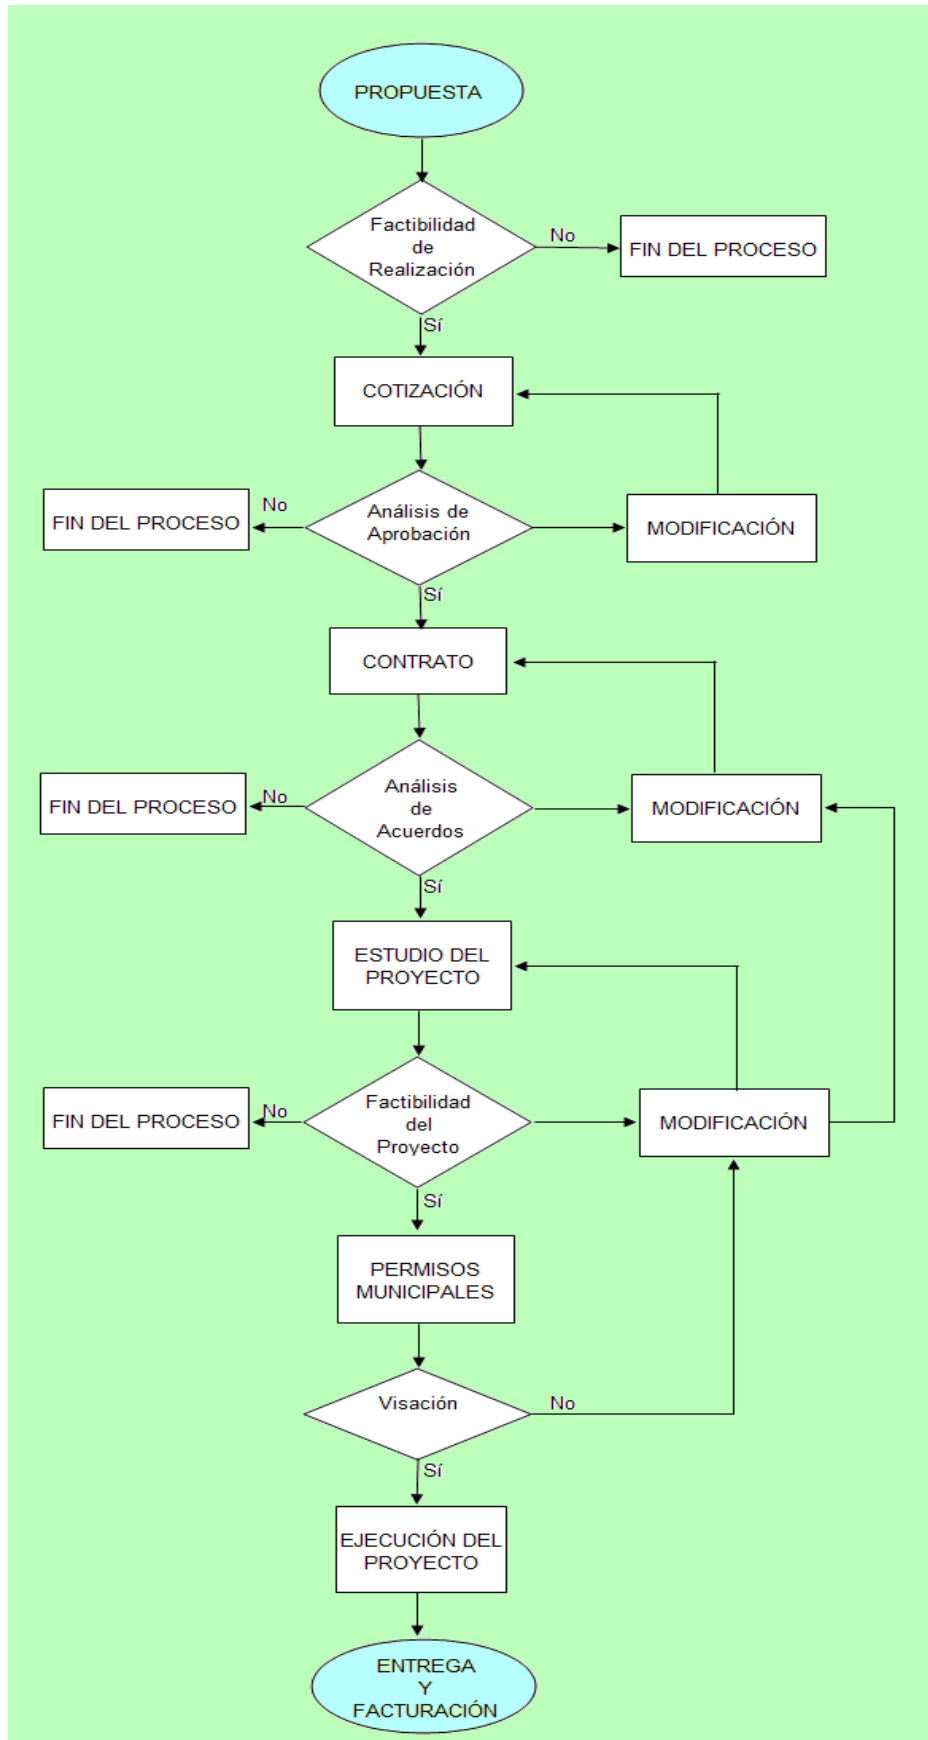 PROPUESTA
Factibilidad
de
Realización
No
FIN DEL PROCESO
Sí
COTIZACIÓN
FIN DEL PROCESO
No
Análisis de
Aprobación
MODIFICACIÓN
Sí
CONTRATO
FIN DEL PROCESO
No
Análisis
de
Acuerdos
MODIFICACIÓN
Sí
ESTUDIO DEL
PROYECTO
FIN DEL PROCESO
No
Factibilidad
del
Proyecto
MODIFICACIÓN
Sí
PERMISOS
MUNICIPALES
Visación
No
Sí
EJECUCIÓN DEL
PROYECTO
ENTREGA
Y
FACTURACIÓN